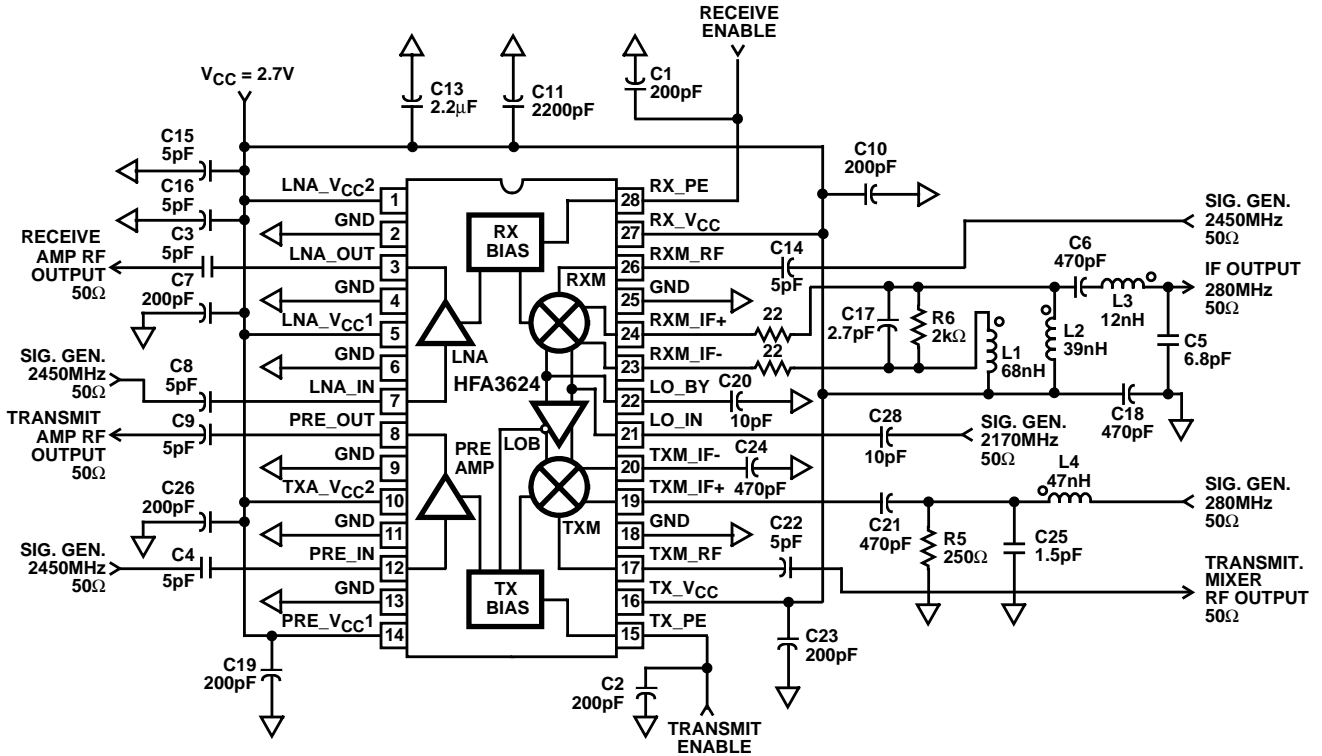 RECEIVE
ENABLE
V_CC = 2.7V
C13
2.2μF
C11
2200pF
C1
200pF
C15
5pF
C16
5pF
C3
5pF
C7
200pF
RECEIVE
AMP RF
OUTPUT
50Ω
SIG. GEN.
2450MHz
50Ω
C8
5pF
TRANSMIT
AMP RF
OUTPUT
50Ω
C9
5pF
C26
200pF
SIG. GEN.
2450MHz
50Ω
C4
5pF
C19
200pF
LNA_V_CC2
1
GND
2
LNA_OUT
3
GND
4
LNA_V_CC1
5
GND
6
LNA_IN
7
PRE_OUT
8
GND
9
TXA_V_CC2
10
GND
11
PRE_IN
12
GND
13
PRE_V_CC1
14
RX
BIAS
RXM
LNA
HFA3624
LOB
PRE
AMP
TXM
TX
BIAS
28
RX_PE
27
RX_V_CC
26
RXM_RF
25
GND
24
RXM_IF+
23
RXM_IF-
22
LO_BY
21
LO_IN
20
TXM_IF-
19
TXM_IF+
18
GND
17
TXM_RF
16
TX_V_CC
15
TX_PE
C10
200pF
C14
5pF
22
22
C17
2.7pF
R6
2kΩ
L1
68nH
L2
39nH
C6
470pF
L3
12nH
C5
6.8pF
C18
470pF
SIG. GEN.
2450MHz
50Ω
IF OUTPUT
280MHz
50Ω
C20
10pF
C28
10pF
SIG. GEN.
2170MHz
50Ω
C24
470pF
L4
47nH
C21
470pF
R5
250Ω
C25
1.5pF
SIG. GEN.
280MHz
50Ω
C22
5pF
TRANSMIT.
MIXER
RF OUTPUT
50Ω
C23
200pF
C2
200pF
TRANSMIT
ENABLE